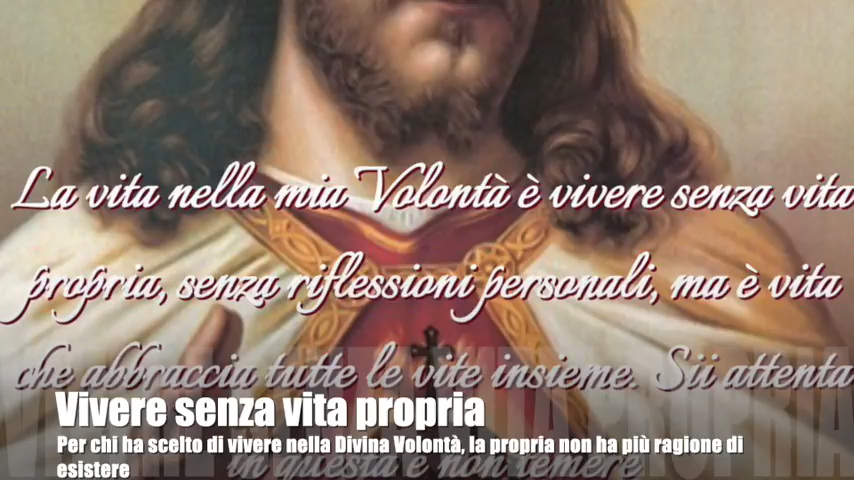 La vita nella mia Volontà è vivere senza vita
propria, senza riflessioni personali, ma è vita
che abbraccia tutte le vite insieme. Sii attenta
Vivere senza vita propria
Per chi ha scelto di vivere nella Divina Volontà, la propria non ha più ragione di
esistere
in questa e non temere